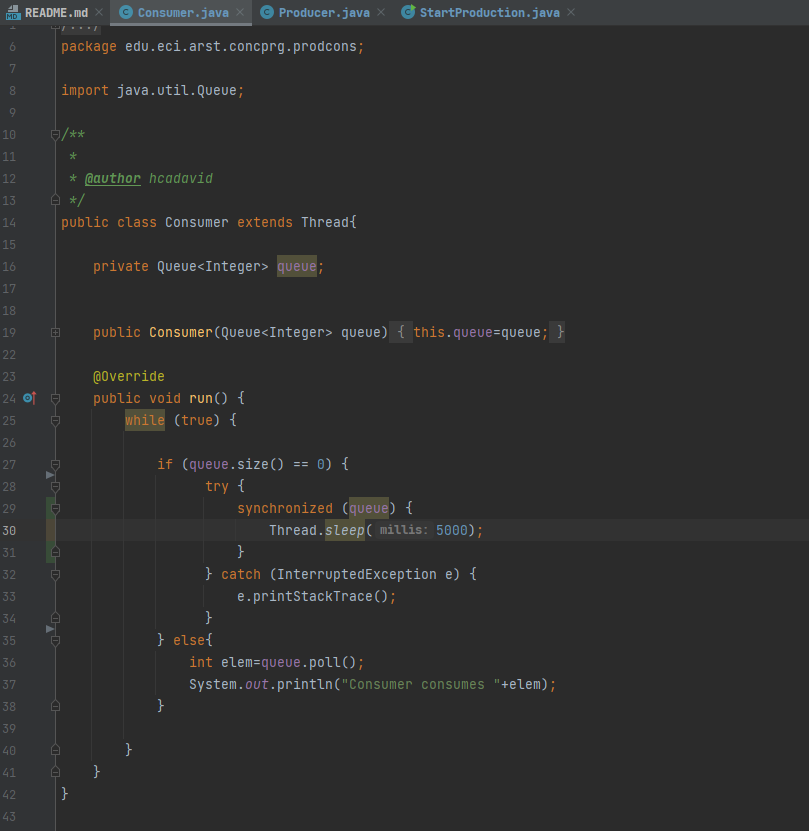 README.md × Consumer.java × Producer.java × StartProduction.java ×
6 package edu.eci.arst.concprg.prodcons;
7
8 import java.util.Queue;
9
10 /**
11 *
12 * @author hcadavid
13 */
14 public class Consumer extends Thread{
15
16 private Queue<Integer> queue;
17
18
19 public Consumer(Queue<Integer> queue) { this.queue=queue; }
22
23 @Override
24 public void run() {
25 while (true) {
26
27 if (queue.size() == 0) {
28 try {
29 synchronized (queue) {
30 Thread.sleep( millis: 5000);
31 }
32 } catch (InterruptedException e) {
33 e.printStackTrace();
34 }
35 } else{
36 int elem=queue.poll();
37 System.out.println("Consumer consumes "+elem);
38 }
39
40 }
41 }
42 }
43